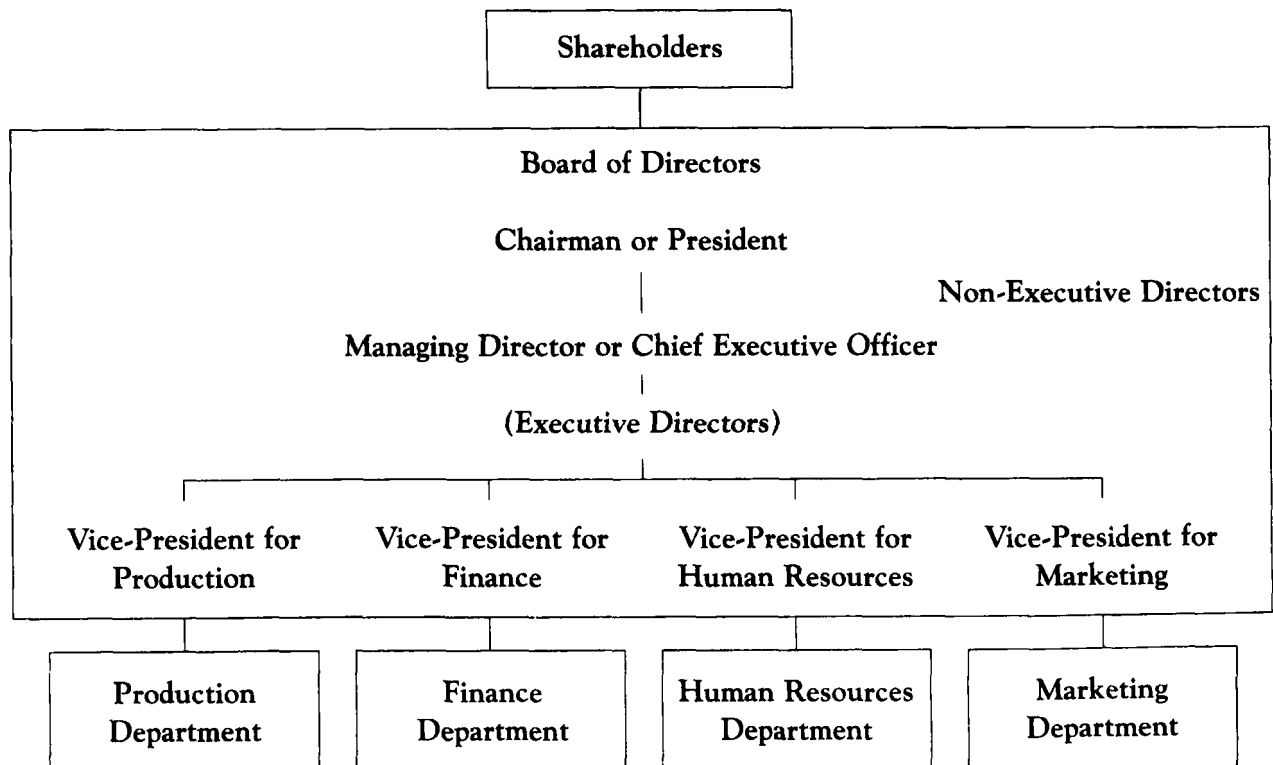 Shareholders
Board of Directors
Chairman or President
Non-Executive Directors
Managing Director or Chief Executive Officer
(Executive Directors)
Vice-President for
Production
Vice-President for
Finance
Vice-President for
Human Resources
Vice-President for
Marketing
Production
Department
Finance
Department
Human Resources
Department
Marketing
Department